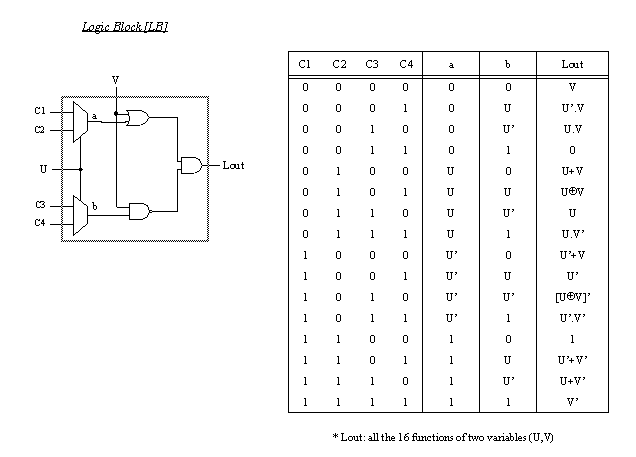 Logic Block [LB]
V
C1
C2
a
U
Lout
C3
C4
b
C1 C2 C3 C4 a b Lout
0 0 0 0 0 0 V
0 0 0 1 0 U U'.V
0 0 1 0 0 U' U.V
0 0 1 1 0 1 0
0 1 0 0 U 0 U+V
0 1 0 1 U U U⊕V
0 1 1 0 U U' U
0 1 1 1 U 1 U.V'
1 0 0 0 U' 0 U'+V
1 0 0 1 U' U U'
1 0 1 0 U' U' [U⊕V]'
1 0 1 1 U' 1 U'.V'
1 1 0 0 1 0 1
1 1 0 1 1 U U'+V'
1 1 1 0 1 U' U+V'
1 1 1 1 1 1 V'
* Lout: all the 16 functions of two variables (U,V)